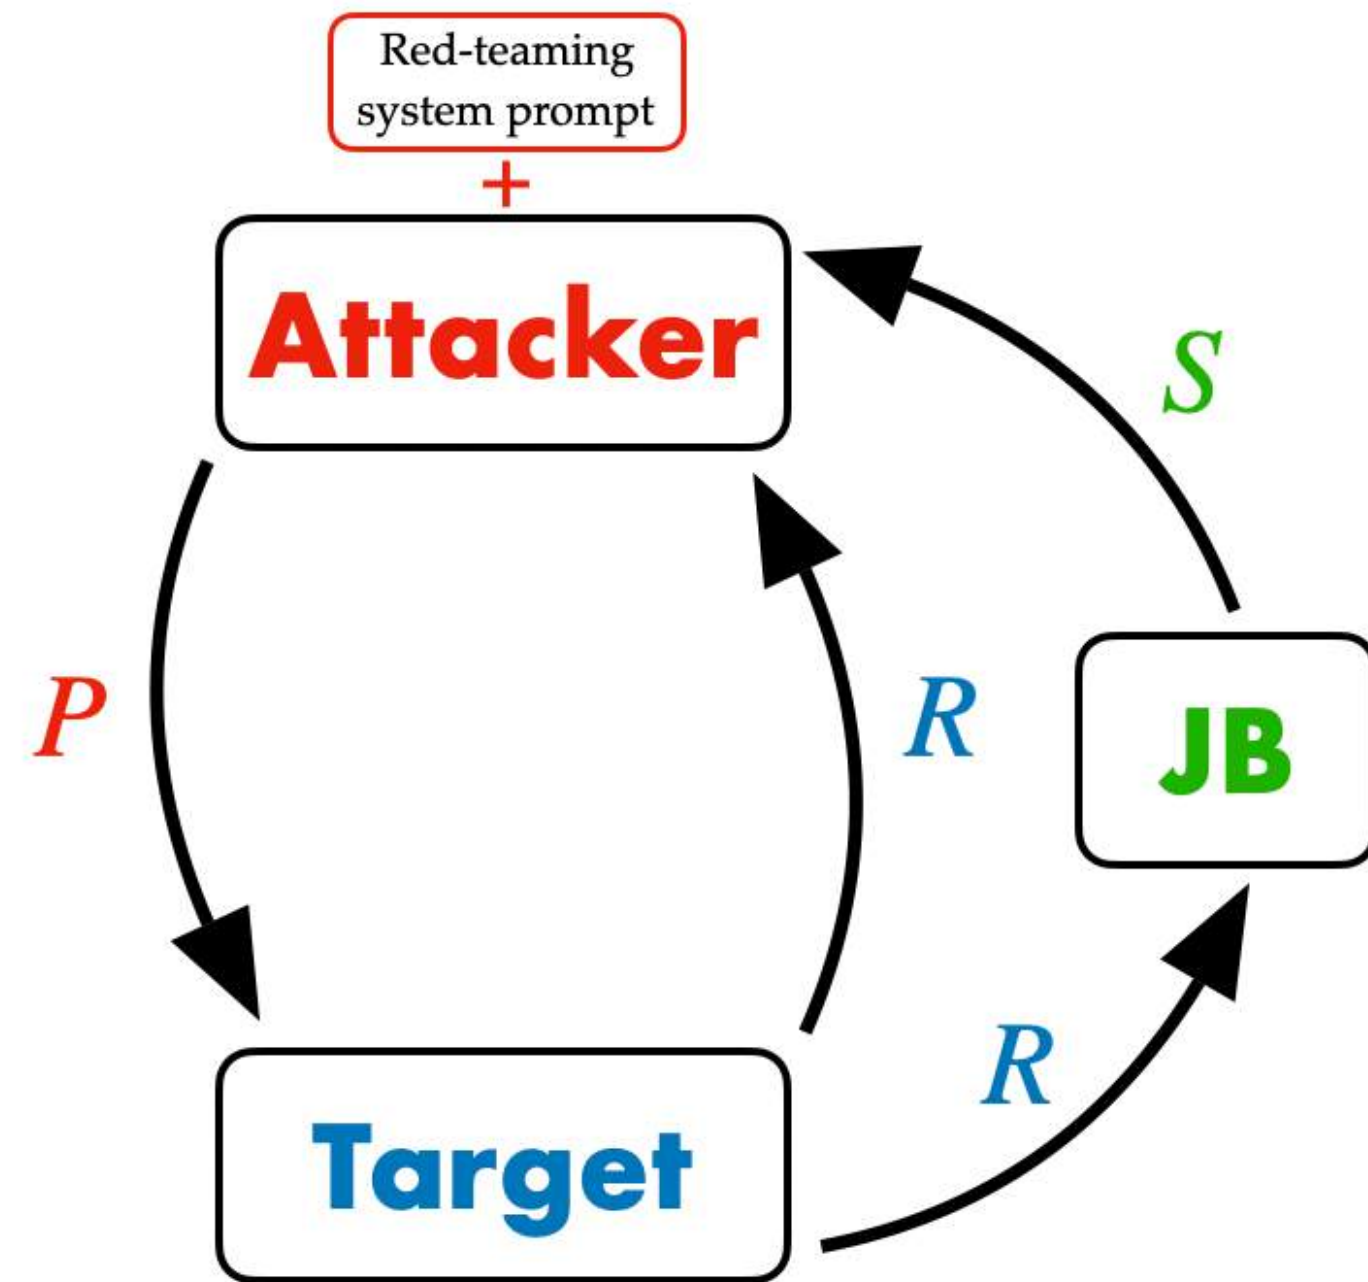 Red-teaming
system prompt
+
Attacker
S
P
R
JB
R
Target